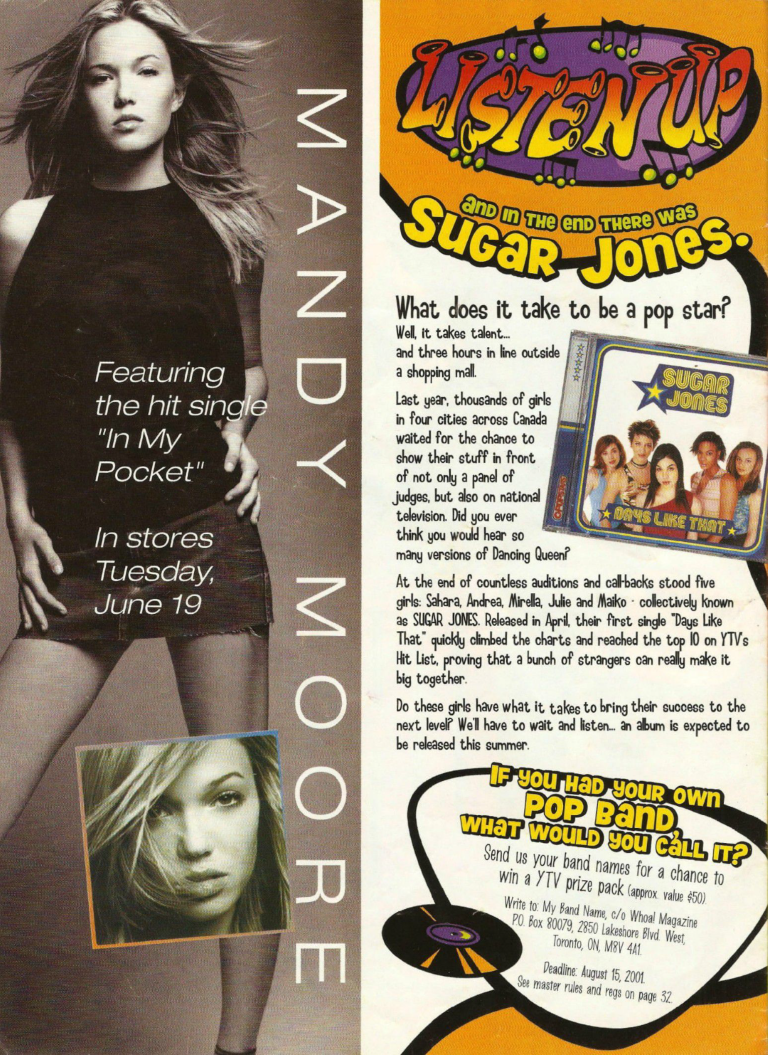 MANDY MOORE
Featuring
the hit single
"In My
Pocket"
In stores
Tuesday,
June 19
LISTEN UP
AND IN THE END THERE WAS
SUGAR JONES.
What does it take to be a pop star?
Well, it takes talent...
and three hours in line outside
a shopping mall.
Last year, thousands of girls
in four cities across Canada
waited for the chance to
show their stuff in front
of not only a panel of
judges, but also on national
television. Did you ever
think you would hear so
many versions of Dancing Queen?
SUGAR
JONES
POPSTARS
DAYS LIKE THAT
At the end of countless auditions and call-backs stood five
girls: Sahara, Andrea, Mirella, Julie and Maiko - collectively known
as SUGAR JONES. Released in April, their first single "Days Like
That" quickly climbed the charts and reached the top 10 on YTV's
Hit List, proving that a bunch of strangers can really make it
big together.
Do these girls have what it takes to bring their success to the
next level? We'll have to wait and listen... an album is expected to
be released this summer.
IF YOU HAD YOUR OWN
POP BAND,
WHAT WOULD YOU CALL IT?
Send us your band names for a chance to
win a YTV prize pack (approx. value $50).
Write to: My Band Name, c/o Whoa! Magazine
P.O. Box 80079, 2850 Lakeshore Blvd. West,
Toronto, ON, M8V 4A1.
Deadline: August 15, 2001.
See master rules and regs on page 32.